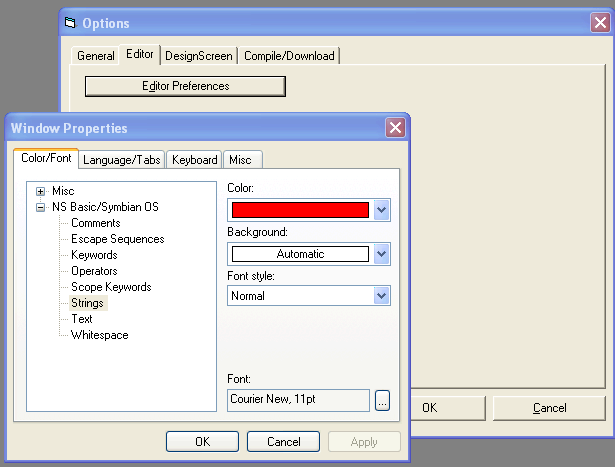 Options
General Editor DesignScreen Compile/Download
Editor Preferences
OK Cancel
Window Properties
Color/Font Language/Tabs Keyboard Misc
Misc
NS Basic/Symbian OS
Comments
Escape Sequences
Keywords
Operators
Scope Keywords
Strings
Text
Whitespace
Color:
Background:
Automatic
Font style:
Normal
Font:
Courier New, 11pt ...
OK Cancel Apply